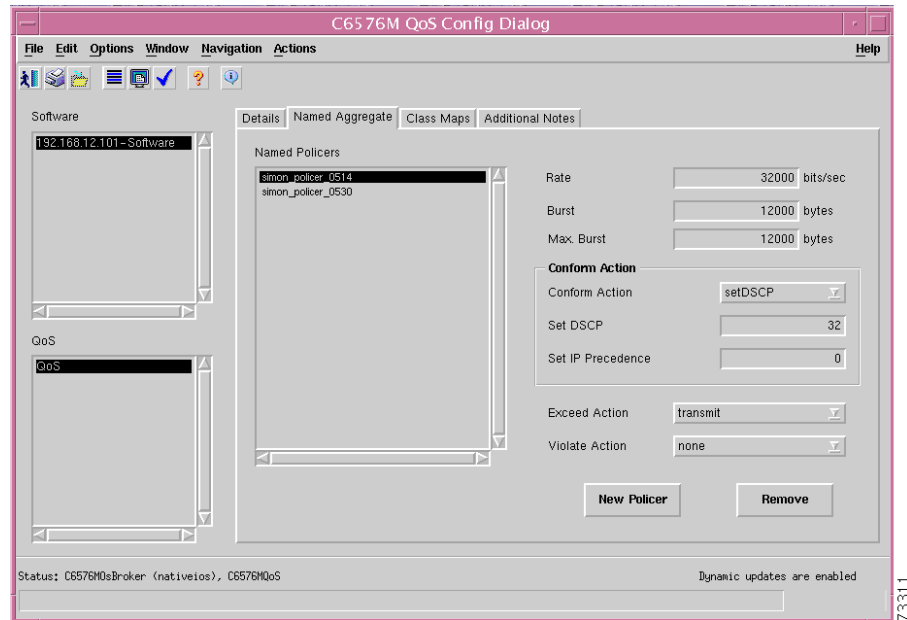 C6576M QoS Config Dialog
File Edit Options Window Navigation Actions Help
Software
192.168.12.101-Software
QoS
QoS
Details Named Aggregate Class Maps Additional Notes
Named Policers
simon_policer_0514
simon_policer_0530
Rate 32000 bits/sec
Burst 12000 bytes
Max. Burst 12000 bytes
Conform Action
Conform Action setDSCP
Set DSCP 32
Set IP Precedence 0
Exceed Action transmit
Violate Action none
New Policer Remove
Status: C6576MOsBroker (nativeios), C6576MQoS Dynamic updates are enabled
73311